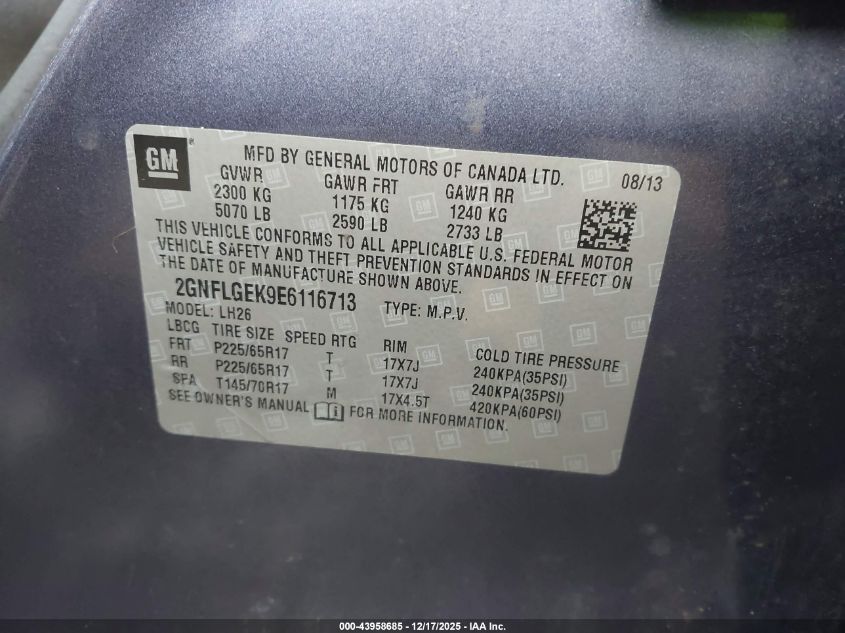 GM
MFD BY GENERAL MOTORS OF CANADA LTD. 08/13
GVWR GAWR FRT GAWR RR
2300 KG 1175 KG 1240 KG
5070 LB 2590 LB 2733 LB
THIS VEHICLE CONFORMS TO ALL APPLICABLE U.S. FEDERAL MOTOR
VEHICLE SAFETY AND THEFT PREVENTION STANDARDS IN EFFECT ON
THE DATE OF MANUFACTURE SHOWN ABOVE.
2GNFLGEK9E6116713 TYPE: M.P.V.
MODEL: LH26
LBCG TIRE SIZE SPEED RTG RIM COLD TIRE PRESSURE
FRT P225/65R17 T 17X7J 240KPA(35PSI)
RR P225/65R17 T 17X7J 240KPA(35PSI)
SPA T145/70R17 M 17X4.5T 420KPA(60PSI)
SEE OWNER'S MANUAL i FOR MORE INFORMATION.
000-43958685 - 12/17/2025 - IAA Inc.